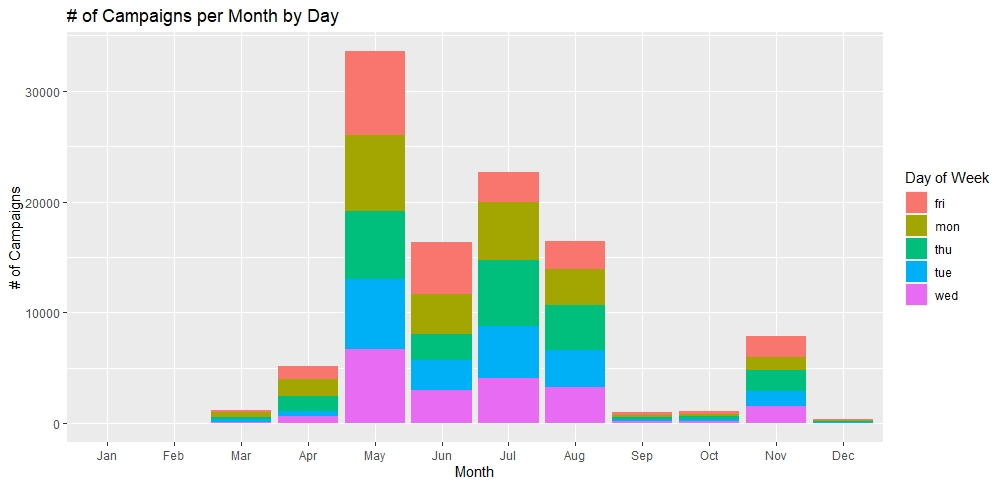 # of Campaigns per Month by Day
# of Campaigns
30000
20000
10000
0
Jan Feb Mar Apr May Jun Jul Aug Sep Oct Nov Dec
Month
Day of Week
fri
mon
thu
tue
wed